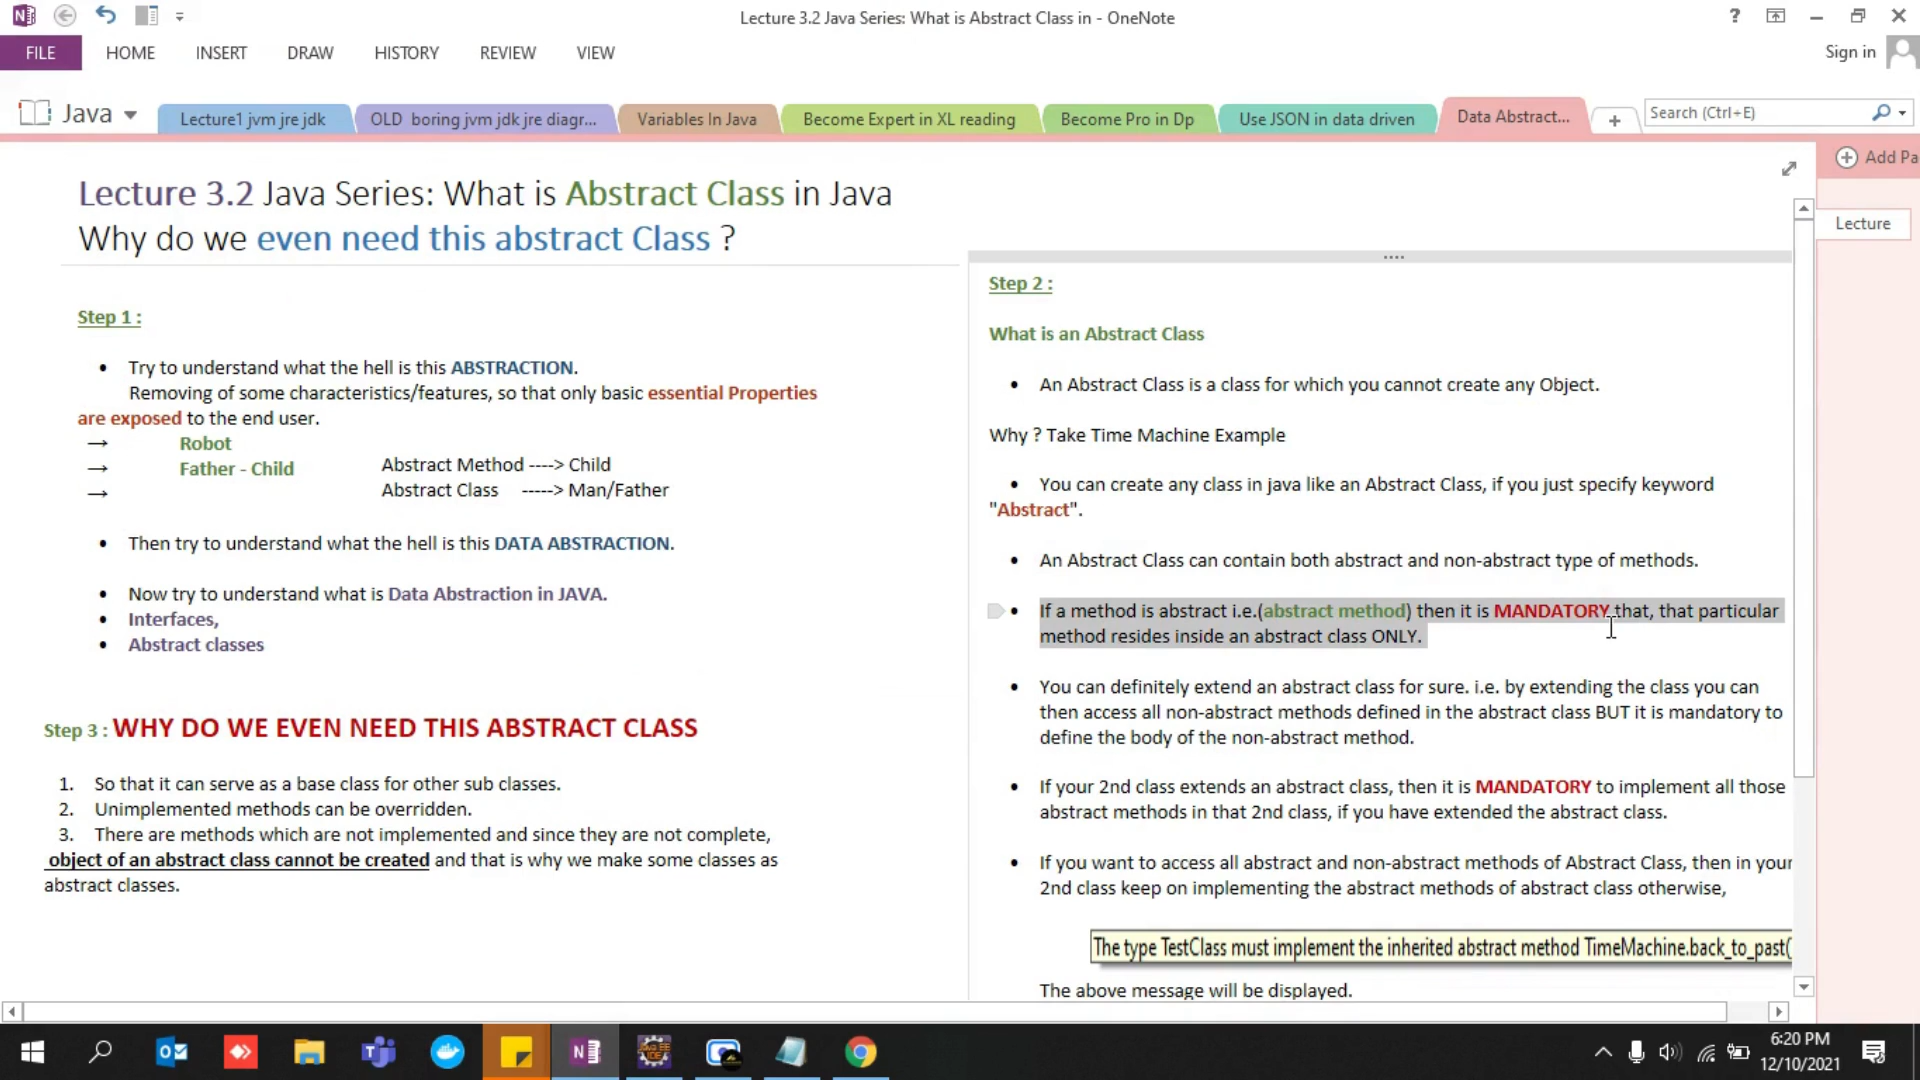 Lecture 3.2 Java Series: What is Abstract Class in - OneNote
?
FILE
HOME
INSERT
DRAW
HISTORY
REVIEW
VIEW
Sign in
Java
Lecture1 jvm jre jdk
OLD boring jvm jdk jre diagr...
Variables In Java
Become Expert in XL reading
Become Pro in Dp
Use JSON in data driven
Data Abstract...
+
Search (Ctrl+E)
Add Pa
Lecture
Lecture 3.2 Java Series: What is Abstract Class in Java
Why do we even need this abstract Class ?
Step 1 :
• Try to understand what the hell is this ABSTRACTION.
Removing of some characteristics/features, so that only basic essential Properties
are exposed to the end user.
→ Robot
→ Father - Child Abstract Method ----> Child
→ Abstract Class -----> Man/Father
• Then try to understand what the hell is this DATA ABSTRACTION.
• Now try to understand what is Data Abstraction in JAVA.
• Interfaces,
• Abstract classes
Step 3 : WHY DO WE EVEN NEED THIS ABSTRACT CLASS
1. So that it can serve as a base class for other sub classes.
2. Unimplemented methods can be overridden.
3. There are methods which are not implemented and since they are not complete,
object of an abstract class cannot be created and that is why we make some classes as
abstract classes.
Step 2 :
What is an Abstract Class
• An Abstract Class is a class for which you cannot create any Object.
Why ? Take Time Machine Example
• You can create any class in java like an Abstract Class, if you just specify keyword
"Abstract".
• An Abstract Class can contain both abstract and non-abstract type of methods.
• If a method is abstract i.e.(abstract method) then it is MANDATORY that, that particular
method resides inside an abstract class ONLY.
• You can definitely extend an abstract class for sure. i.e. by extending the class you can
then access all non-abstract methods defined in the abstract class BUT it is mandatory to
define the body of the non-abstract method.
• If your 2nd class extends an abstract class, then it is MANDATORY to implement all those
abstract methods in that 2nd class, if you have extended the abstract class.
• If you want to access all abstract and non-abstract methods of Abstract Class, then in your
2nd class keep on implementing the abstract methods of abstract class otherwise,
The type TestClass must implement the inherited abstract method TimeMachine.back_to_past(
The above message will be displayed.
6:20 PM
12/10/2021